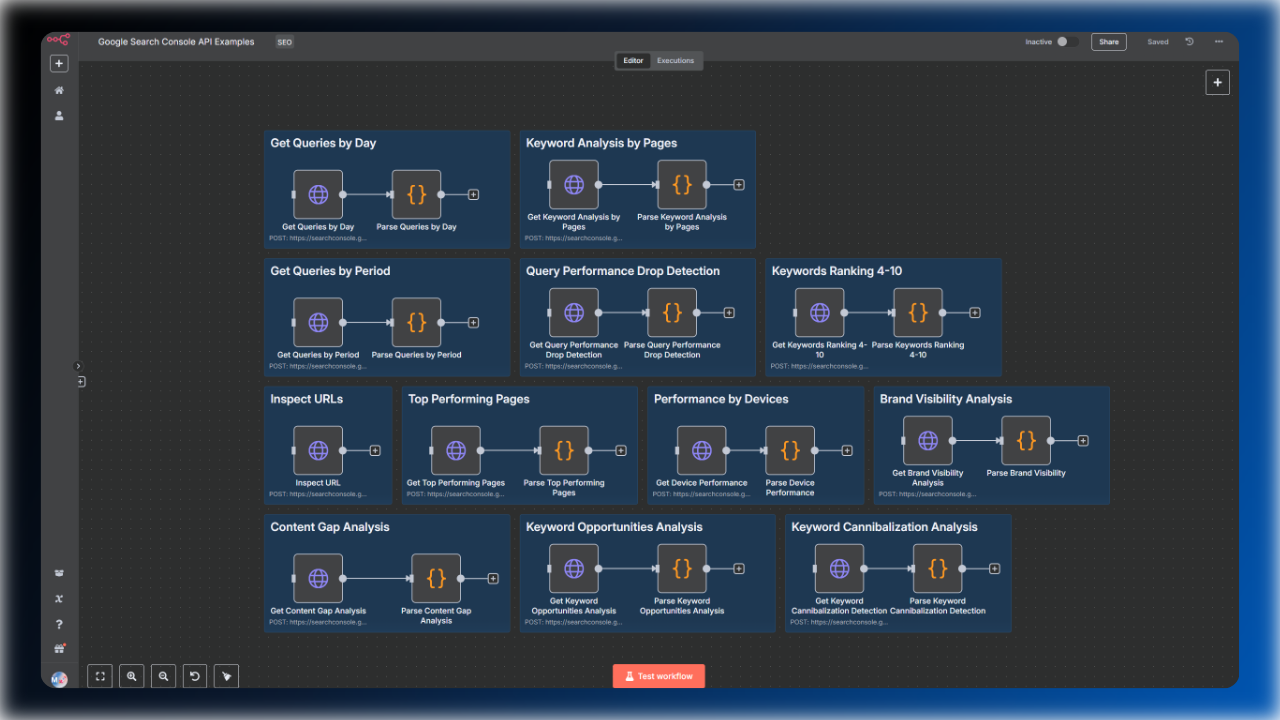 Google Search Console API Examples
SEO
Inactive
Share
Saved
Editor
Executions
Get Queries by Day
Get Queries by Day
Parse Queries by Day
POST: https://searchconsole.g...
Keyword Analysis by Pages
Get Keyword Analysis by
Pages
Parse Keyword Analysis
by Pages
POST: https://searchconsole.g...
Get Queries by Period
Get Queries by Period
Parse Queries by Period
POST: https://searchconsole.g...
Query Performance Drop Detection
Get Query Performance
Drop Detection
Parse Query Performance
Drop Detection
POST: https://searchconsole.g...
Keywords Ranking 4-10
Get Keywords Ranking 4-
10
Parse Keywords Ranking
4-10
POST: https://searchconsole.g...
Inspect URLs
Inspect URL
POST: https://searchconsole.g...
Top Performing Pages
Get Top Performing Pages
Parse Top Performing
Pages
POST: https://searchconsole.g...
Performance by Devices
Get Device Performance
Parse Device
Performance
POST: https://searchconsole.g...
Brand Visibility Analysis
Get Brand Visibility
Analysis
Parse Brand Visibility
POST: https://searchconsole.g...
Content Gap Analysis
Get Content Gap Analysis
Parse Content Gap
Analysis
POST: https://searchconsole.g...
Keyword Opportunities Analysis
Get Keyword
Opportunities Analysis
Parse Keyword
Opportunities Analysis
POST: https://searchconsole.g...
Keyword Cannibalization Analysis
Get Keyword
Cannibalization Detection
Parse Keyword
Cannibalization Detection
POST: https://searchconsole.g...
Test workflow